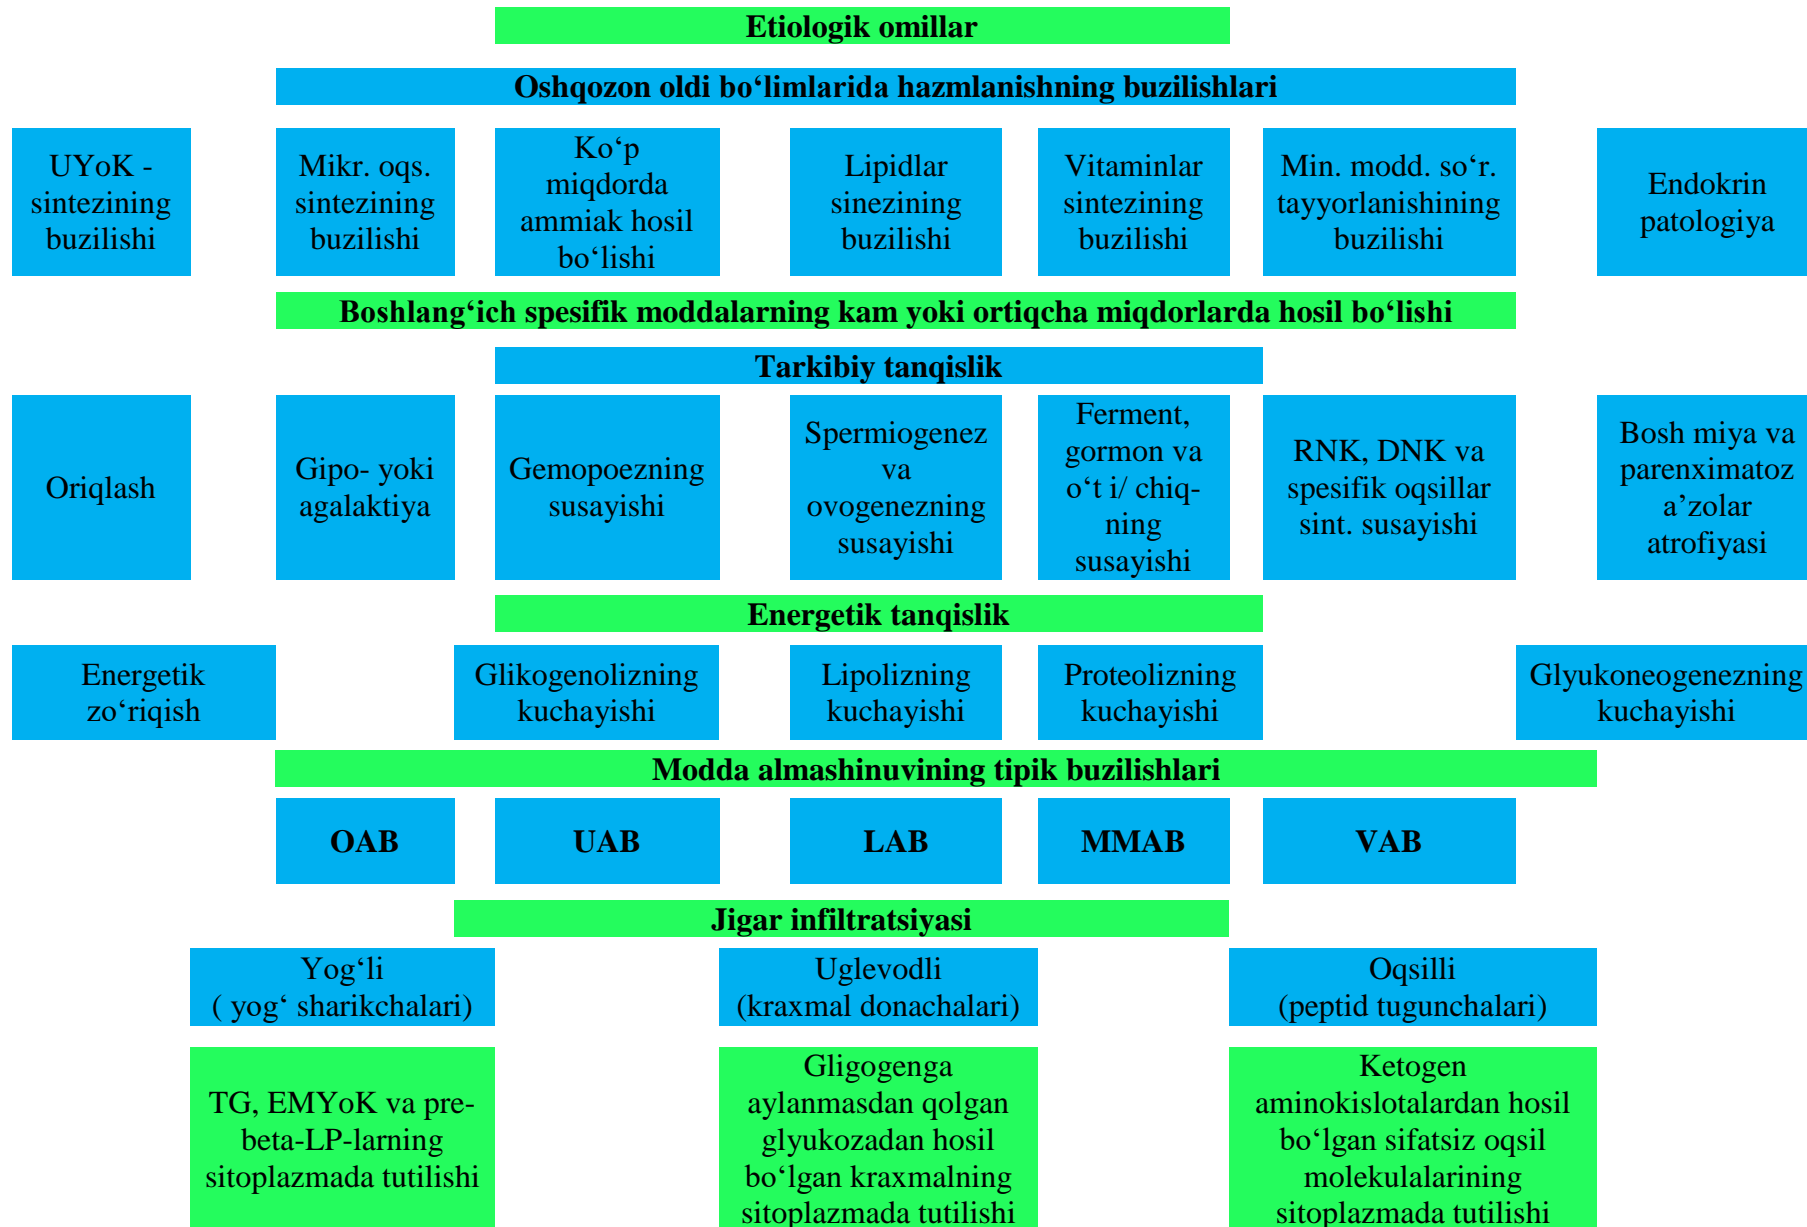 Etiologik omillar
Oshqozon oldi bo‘limlarida hazmlanishning buzilishlari
UYoK -
sintezining
buzilishi
Mikr. oqs.
sintezining
buzilishi
Ko‘p
miqdorda
ammiak hosil
bo‘lishi
Lipidlar
sinezining
buzilishi
Vitaminlar
sintezining
buzilishi
Min. modd. so‘r.
tayyorlanishining
buzilishi
Endokrin
patologiya
Boshlang‘ich spesifik moddalarning kam yoki ortiqcha miqdorlarda hosil bo‘lishi
Tarkibiy tanqislik
Oriqlash
Gipo- yoki
agalaktiya
Gemopoezning
susayishi
Spermiogenez
va
ovogenezning
susayishi
Ferment,
gormon va
o‘t i/ chiq-
ning
susayishi
RNK, DNK va
spesifik oqsillar
sint. susayishi
Bosh miya va
parenximatoz
a’zolar
atrofiyasi
Energetik tanqislik
Energetik
zo‘riqish
Glikogenolizning
kuchayishi
Lipolizning
kuchayishi
Proteolizning
kuchayishi
Glyukoneogenezning
kuchayishi
Modda almashinuvining tipik buzilishlari
OAB
UAB
LAB
MMAB
VAB
Jigar infiltratsiyasi
Yog‘li
( yog‘ sharikchalari)
Uglevodli
(kraxmal donachalari)
Oqsilli
(peptid tugunchalari)
TG, EMYoK va pre-
beta-LP-larning
sitoplazmada tutilishi
Gligogenga
aylanmasdan qolgan
glyukozadan hosil
bo‘lgan kraxmalning
sitoplazmada tutilishi
Ketogen
aminokislotalardan hosil
bo‘lgan sifatsiz oqsil
molekulalarining
sitoplazmada tutilishi